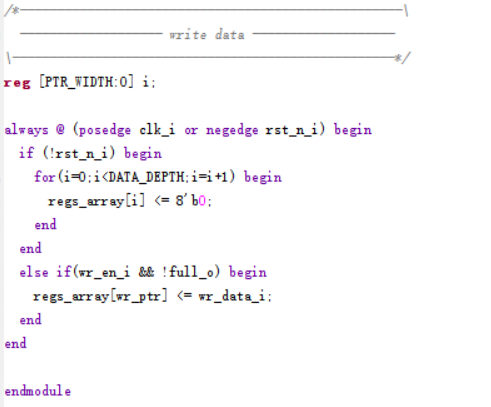 /*————————————————————————————\
—————————— write data ——————————
\————————————————————————————*/
reg [PTR_WIDTH:0] i;
always @ (posedge clk_i or negedge rst_n_i) begin
if (!rst_n_i) begin
for(i=0;i<DATA_DEPTH;i=i+1) begin
regs_array[i] <= 8'b0;
end
end
else if(wr_en_i && !full_o) begin
regs_array[wr_ptr] <= wr_data_i;
end
end
endmodule